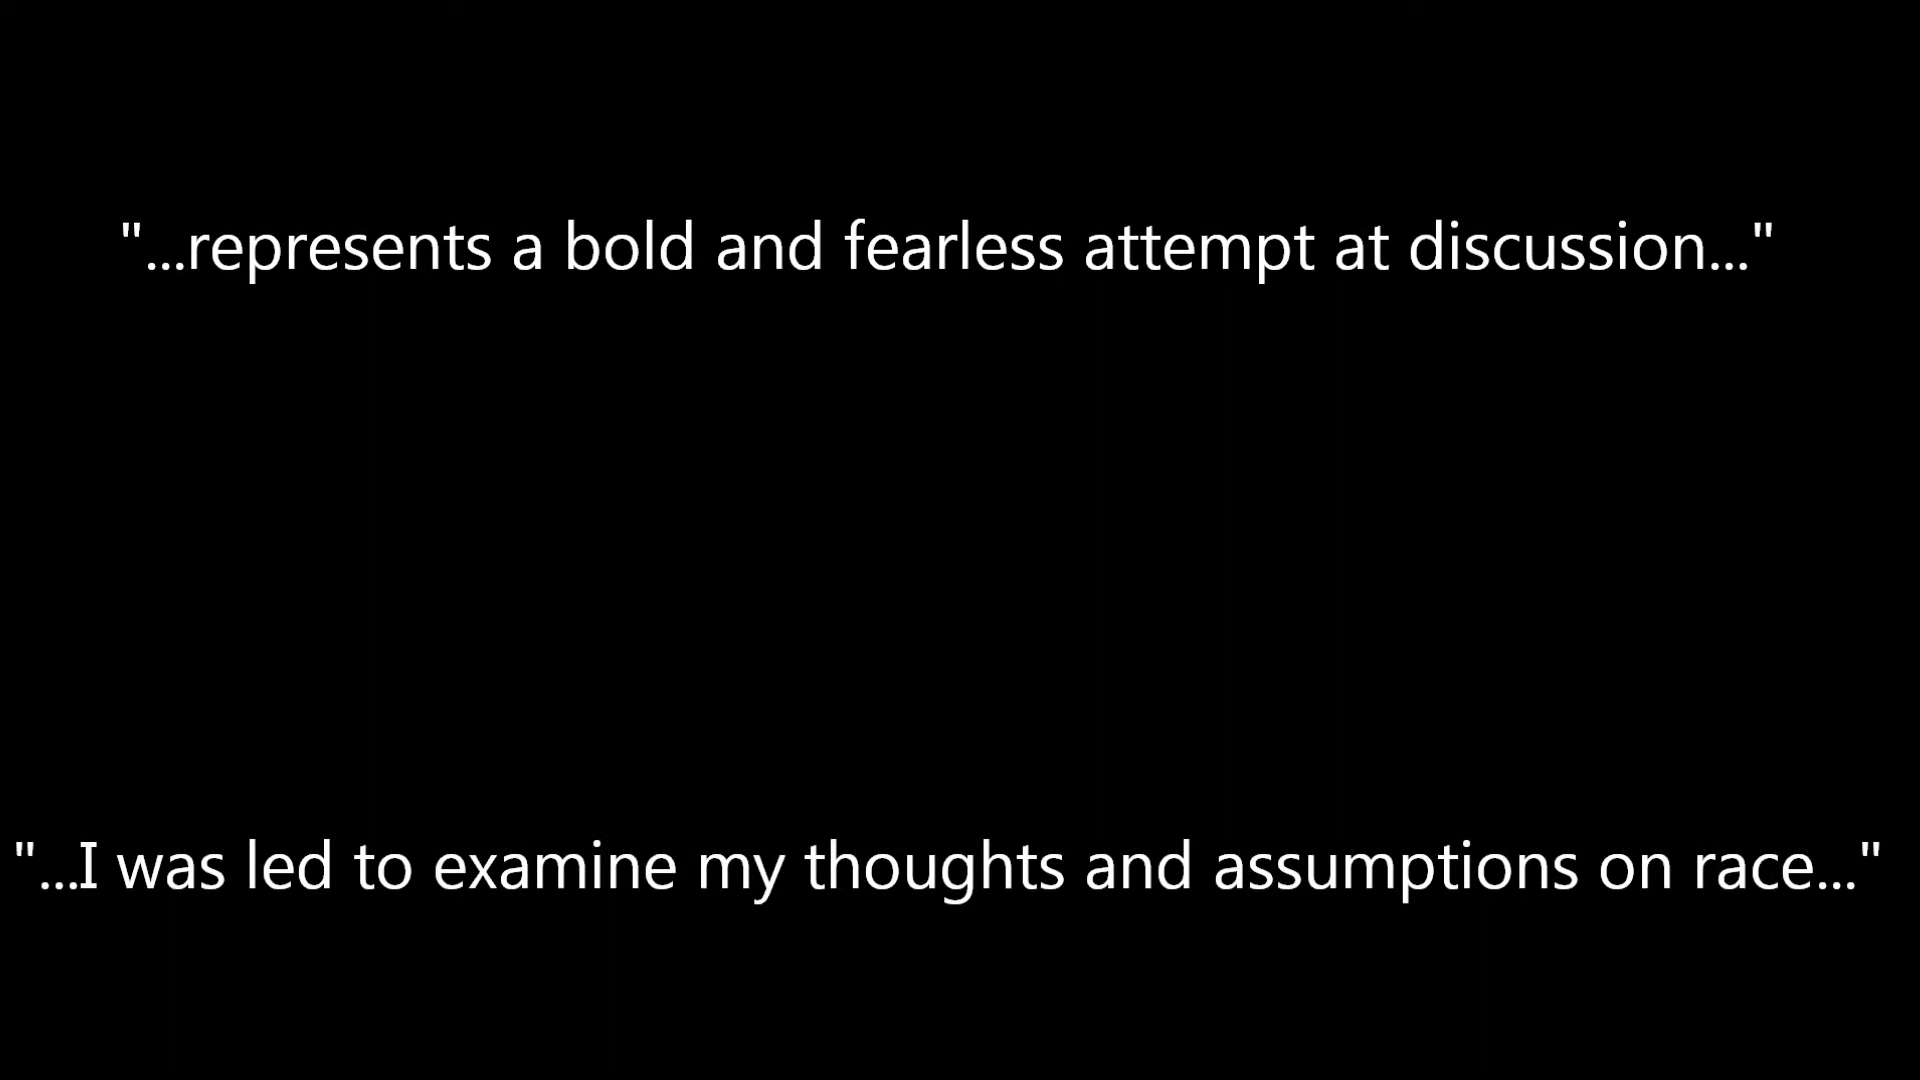 "...represents a bold and fearless attempt at discussion..."
"...I was led to examine my thoughts and assumptions on race..."